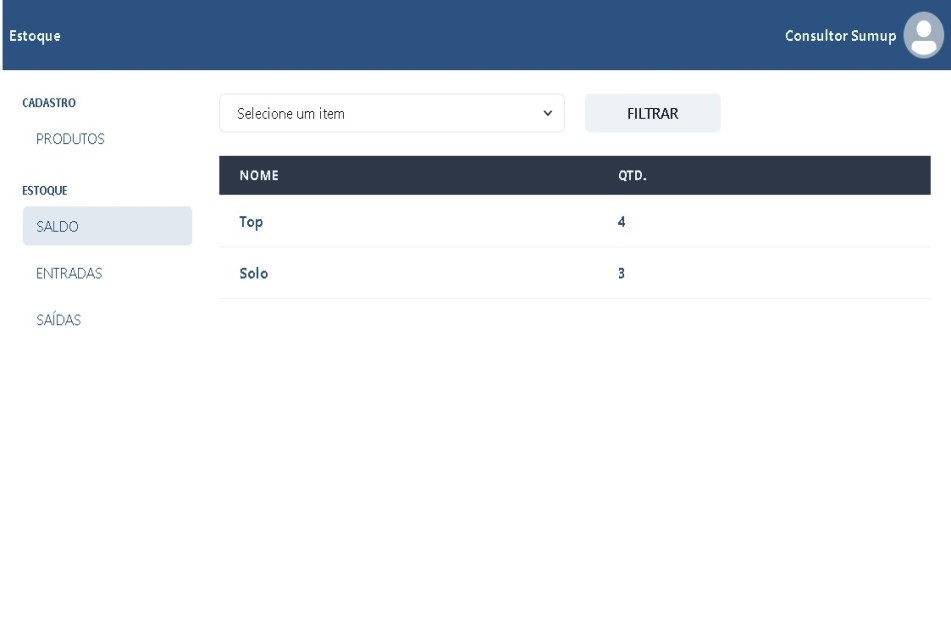 Estoque
Consultor Sumup
CADASTRO
PRODUTOS
ESTOQUE
SALDO
ENTRADAS
SAÍDAS
Selecione um item
FILTRAR
NOME QTD.
Top 4
Solo 3